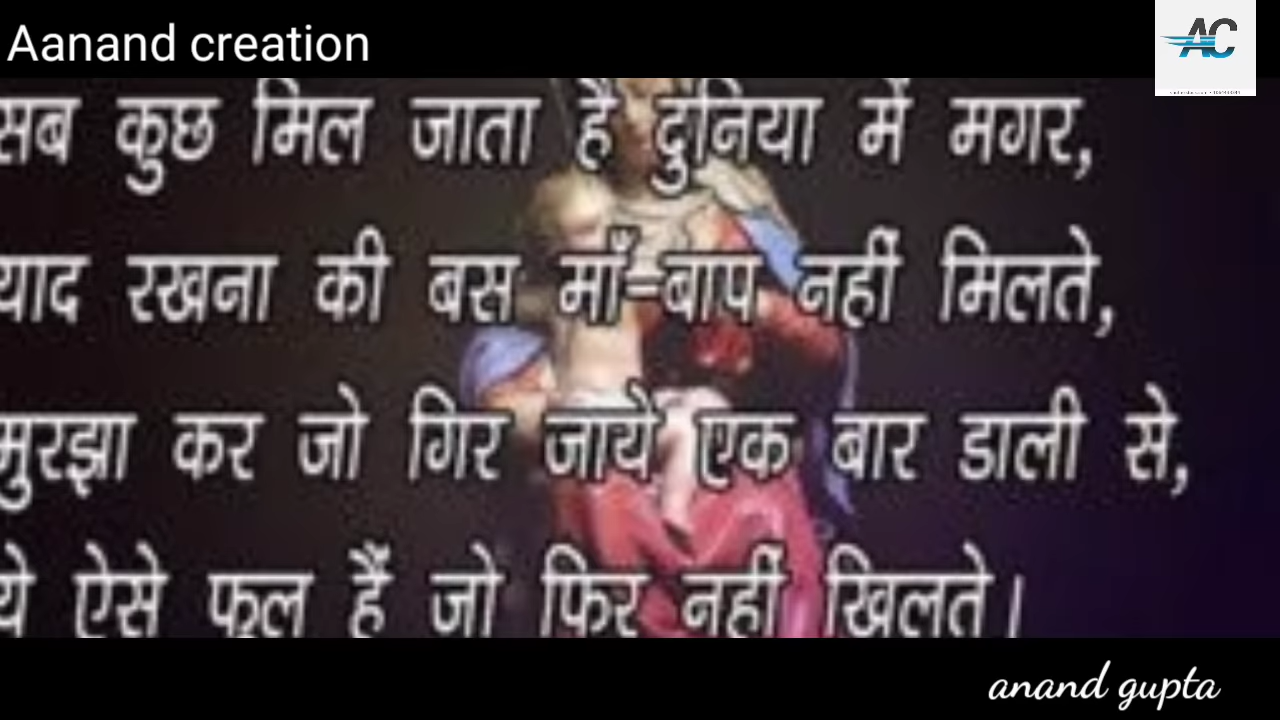 Aanand creation
AC
सब कुछ मिल जाता है दुनिया में मगर,
याद रखना की बस माँ-बाप नहीं मिलते,
मुरझा कर जो गिर जाये एक बार डाली से,
ये ऐसे फूल हैं जो फिर नहीं खिलते।
anand gupta